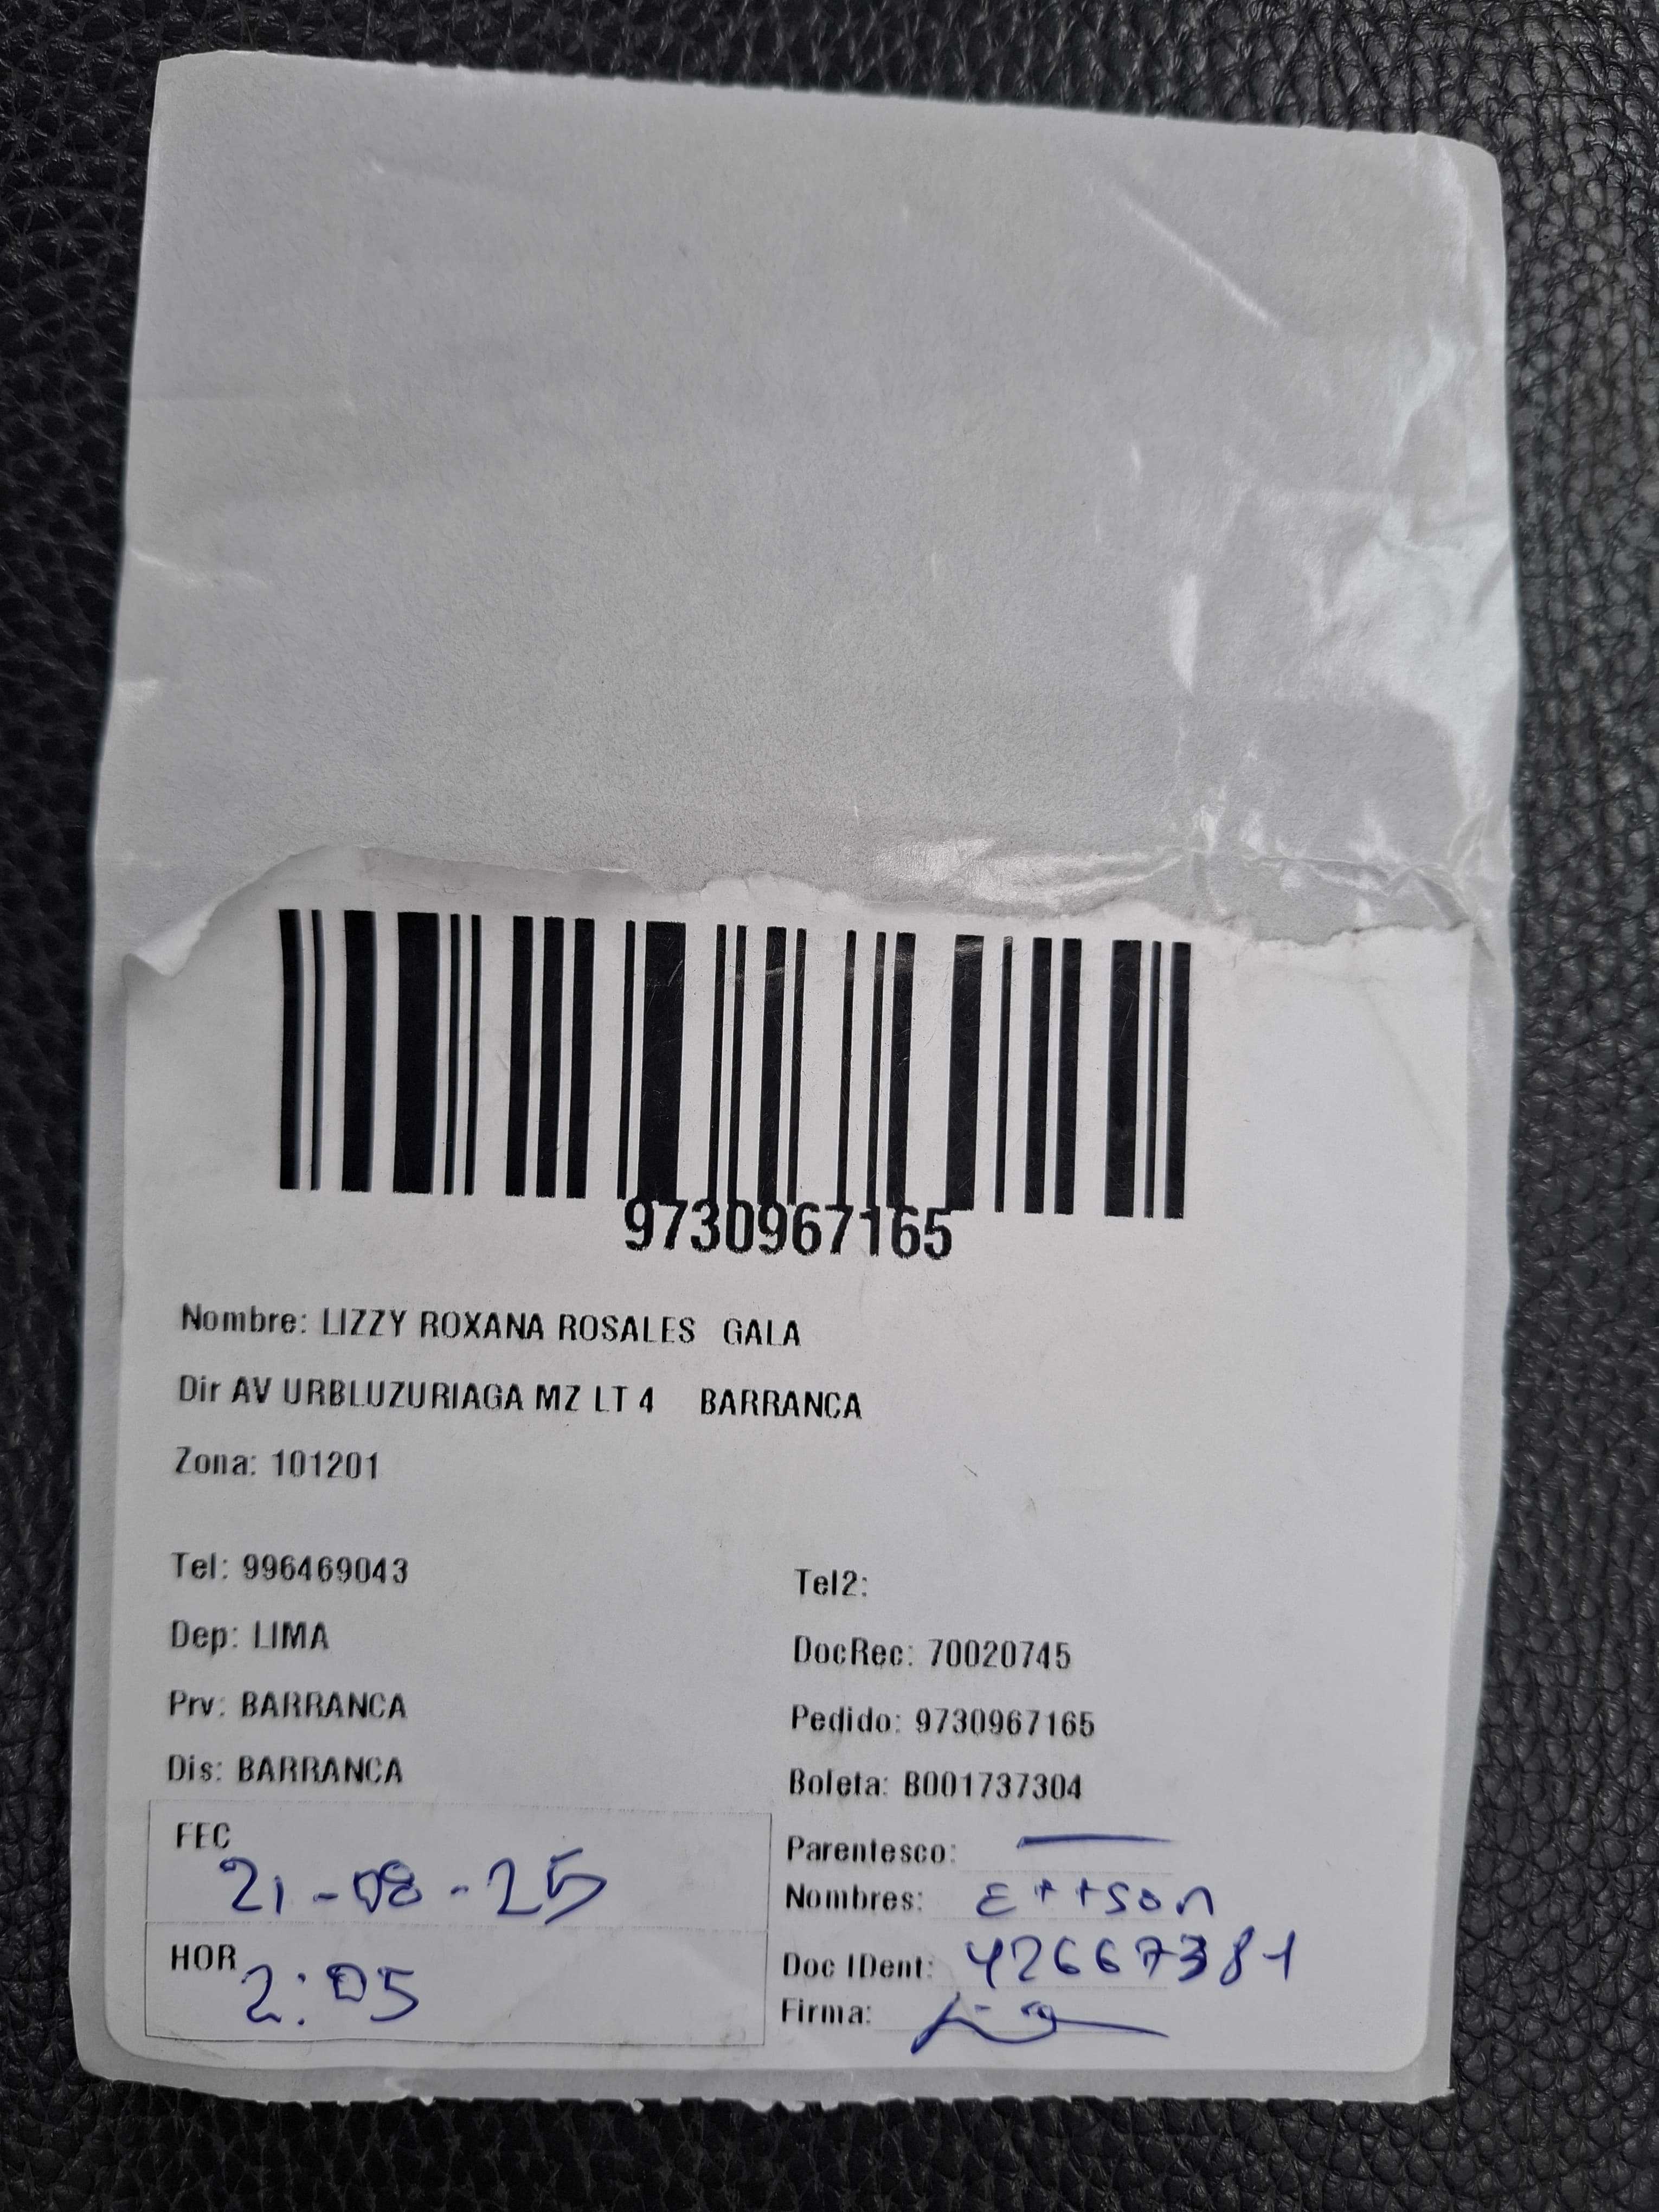 9730967165
Nombre: LIZZY ROXANA ROSALES GALA
Dir AV URBLUZURIAGA MZ LT 4 BARRANCA
Zona: 101201
Tel: 996469043
Tel2:
Dep: LIMA
DocRec: 70020745
Prv: BARRANCA
Pedido: 9730967165
Dis: BARRANCA
Boleta: B001737304
FEC
21-08-25
HOR
2:05
Parentesco:
Nombres:
Doc IDent: 42667381
Firma: